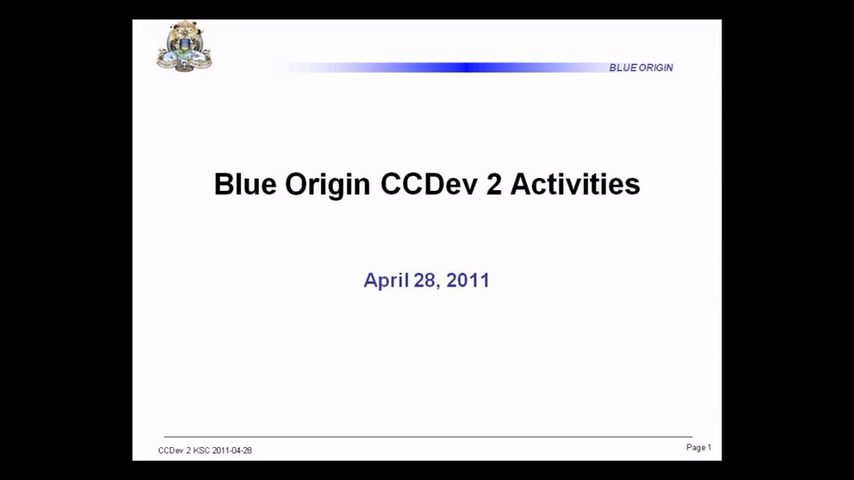 BLUE ORIGIN
Blue Origin CCDev 2 Activities
April 28, 2011
CCDev 2 KSC 2011-04-28
Page 1